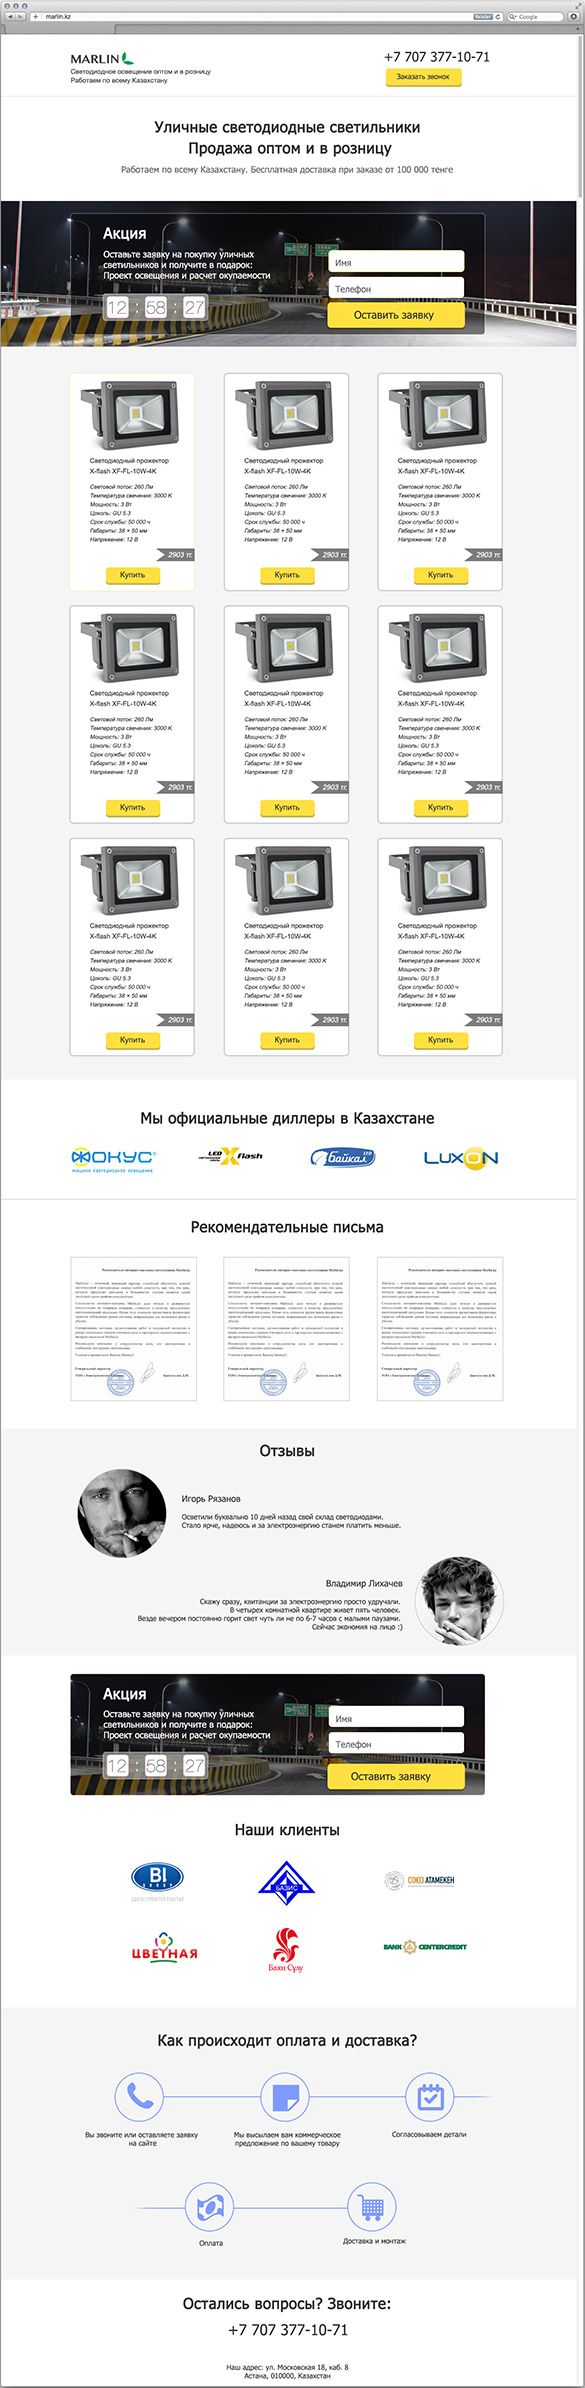 marlin.kz
Reader
Google
MARLIN
Светодиодное освещение оптом и в розницу
Работаем по всему Казахстану
+7 707 377-10-71
Заказать звонок
Уличные светодиодные светильники
Продажа оптом и в розницу
Работаем по всему Казахстану. Бесплатная доставка при заказе от 100 000 тенге
Акция
Оставьте заявку на покупку уличных
светильников и получите в подарок:
Проект освещения и расчет окупаемости
12 : 58 : 27
Имя
Телефон
Оставить заявку
Светодиодный прожектор
X-flash XF-FL-10W-4K
Световой поток: 260 Лм
Температура свечения: 3000 K
Мощность: 3 Вт
Цоколь: GU 5.3
Срок службы: 50 000 ч
Габариты: 38 × 50 мм
Напряжение: 12 В
2903 тг.
Купить
Светодиодный прожектор
X-flash XF-FL-10W-4K
Световой поток: 260 Лм
Температура свечения: 3000 K
Мощность: 3 Вт
Цоколь: GU 5.3
Срок службы: 50 000 ч
Габариты: 38 × 50 мм
Напряжение: 12 В
2903 тг.
Купить
Светодиодный прожектор
X-flash XF-FL-10W-4K
Световой поток: 260 Лм
Температура свечения: 3000 K
Мощность: 3 Вт
Цоколь: GU 5.3
Срок службы: 50 000 ч
Габариты: 38 × 50 мм
Напряжение: 12 В
2903 тг.
Купить
Светодиодный прожектор
X-flash XF-FL-10W-4K
Световой поток: 260 Лм
Температура свечения: 3000 K
Мощность: 3 Вт
Цоколь: GU 5.3
Срок службы: 50 000 ч
Габариты: 38 × 50 мм
Напряжение: 12 В
2903 тг.
Купить
Светодиодный прожектор
X-flash XF-FL-10W-4K
Световой поток: 260 Лм
Температура свечения: 3000 K
Мощность: 3 Вт
Цоколь: GU 5.3
Срок службы: 50 000 ч
Габариты: 38 × 50 мм
Напряжение: 12 В
2903 тг.
Купить
Светодиодный прожектор
X-flash XF-FL-10W-4K
Световой поток: 260 Лм
Температура свечения: 3000 K
Мощность: 3 Вт
Цоколь: GU 5.3
Срок службы: 50 000 ч
Габариты: 38 × 50 мм
Напряжение: 12 В
2903 тг.
Купить
Светодиодный прожектор
X-flash XF-FL-10W-4K
Световой поток: 260 Лм
Температура свечения: 3000 K
Мощность: 3 Вт
Цоколь: GU 5.3
Срок службы: 50 000 ч
Габариты: 38 × 50 мм
Напряжение: 12 В
2903 тг.
Купить
Светодиодный прожектор
X-flash XF-FL-10W-4K
Световой поток: 260 Лм
Температура свечения: 3000 K
Мощность: 3 Вт
Цоколь: GU 5.3
Срок службы: 50 000 ч
Габариты: 38 × 50 мм
Напряжение: 12 В
2903 тг.
Купить
Светодиодный прожектор
X-flash XF-FL-10W-4K
Световой поток: 260 Лм
Температура свечения: 3000 K
Мощность: 3 Вт
Цоколь: GU 5.3
Срок службы: 50 000 ч
Габариты: 38 × 50 мм
Напряжение: 12 В
2903 тг.
Купить
Мы официальные диллеры в Казахстане
ФОКУС
МОЩНОЕ СВЕТОДИОДНОЕ ОСВЕЩЕНИЕ
LED X flash
Байкал LED
LUXON
Рекомендательные письма
Отзывы
Игорь Рязанов
Осветили буквально 10 дней назад свой склад светодиодами.
Стало ярче, надеюсь и за электроэнергию станем платить меньше.
Владимир Лихачев
Скажу сразу, квитанции за электроэнергию просто удручали.
В четырех комнатной квартире живет пять человек.
Везде вечером постоянно горит свет чуть ли не по 6-7 часов с малыми паузами.
Сейчас экономия на лицо :)
Акция
Оставьте заявку на покупку уличных
светильников и получите в подарок:
Проект освещения и расчет окупаемости
12 : 58 : 27
Имя
Телефон
Оставить заявку
Наши клиенты
BI
GROUP
ЗДЕСЬ СТРОИТСЯ СЧАСТЬЕ
БАЗИС
СОЮЗ АТАМЕКЕН
ЦВЕТНАЯ
Баян Сұлу
BANK CENTERCREDIT
Как происходит оплата и доставка?
Вы звоните или оставляете заявку
на сайте
Мы высылаем вам коммерческое
предложение по вашему товару
Согласовываем детали
Оплата
Доставка и монтаж
Остались вопросы? Звоните:
+7 707 377-10-71
Наш адрес: ул. Московская 18, каб. 8
Астана, 010000, Казахстан